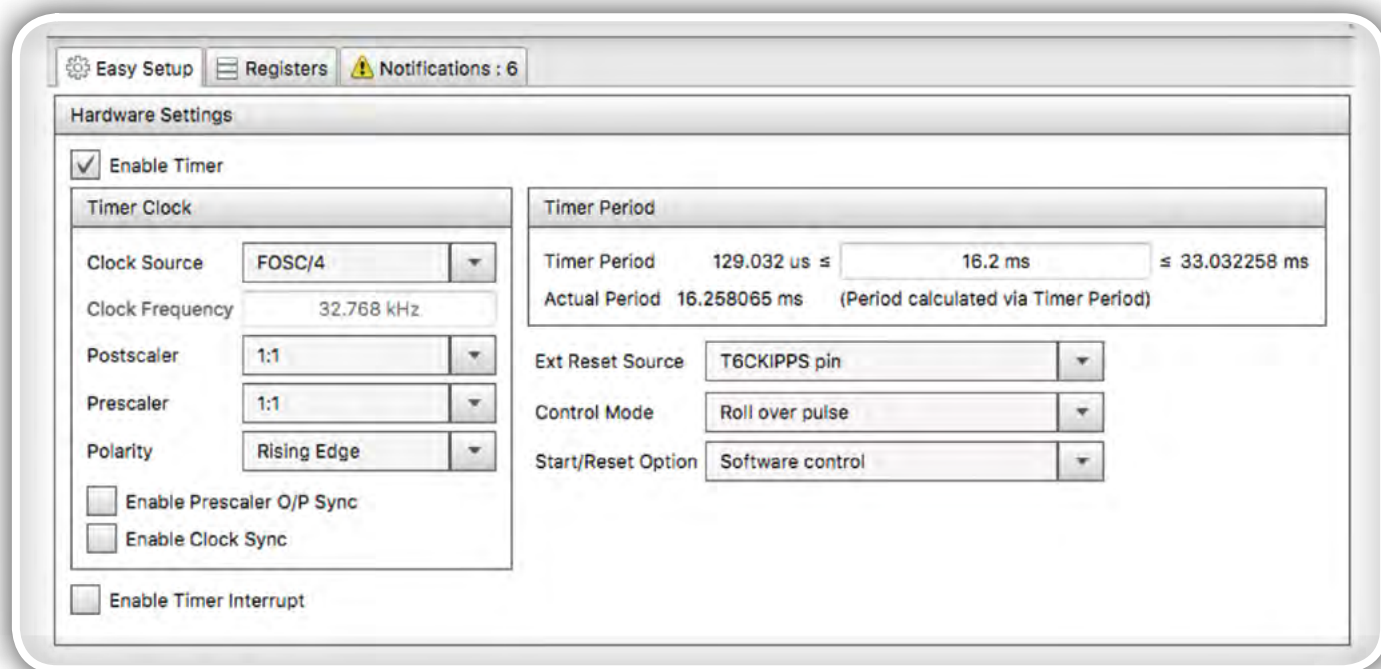 Easy Setup Registers Notifications : 6
Hardware Settings
Enable Timer
Timer Clock
Clock Source FOSC/4
Clock Frequency 32.768 kHz
Postscaler 1:1
Prescaler 1:1
Polarity Rising Edge
Enable Prescaler O/P Sync
Enable Clock Sync
Timer Period
Timer Period 129.032 us ≤ 16.2 ms ≤ 33.032258 ms
Actual Period 16.258065 ms (Period calculated via Timer Period)
Ext Reset Source T6CKIPPS pin
Control Mode Roll over pulse
Start/Reset Option Software control
Enable Timer Interrupt